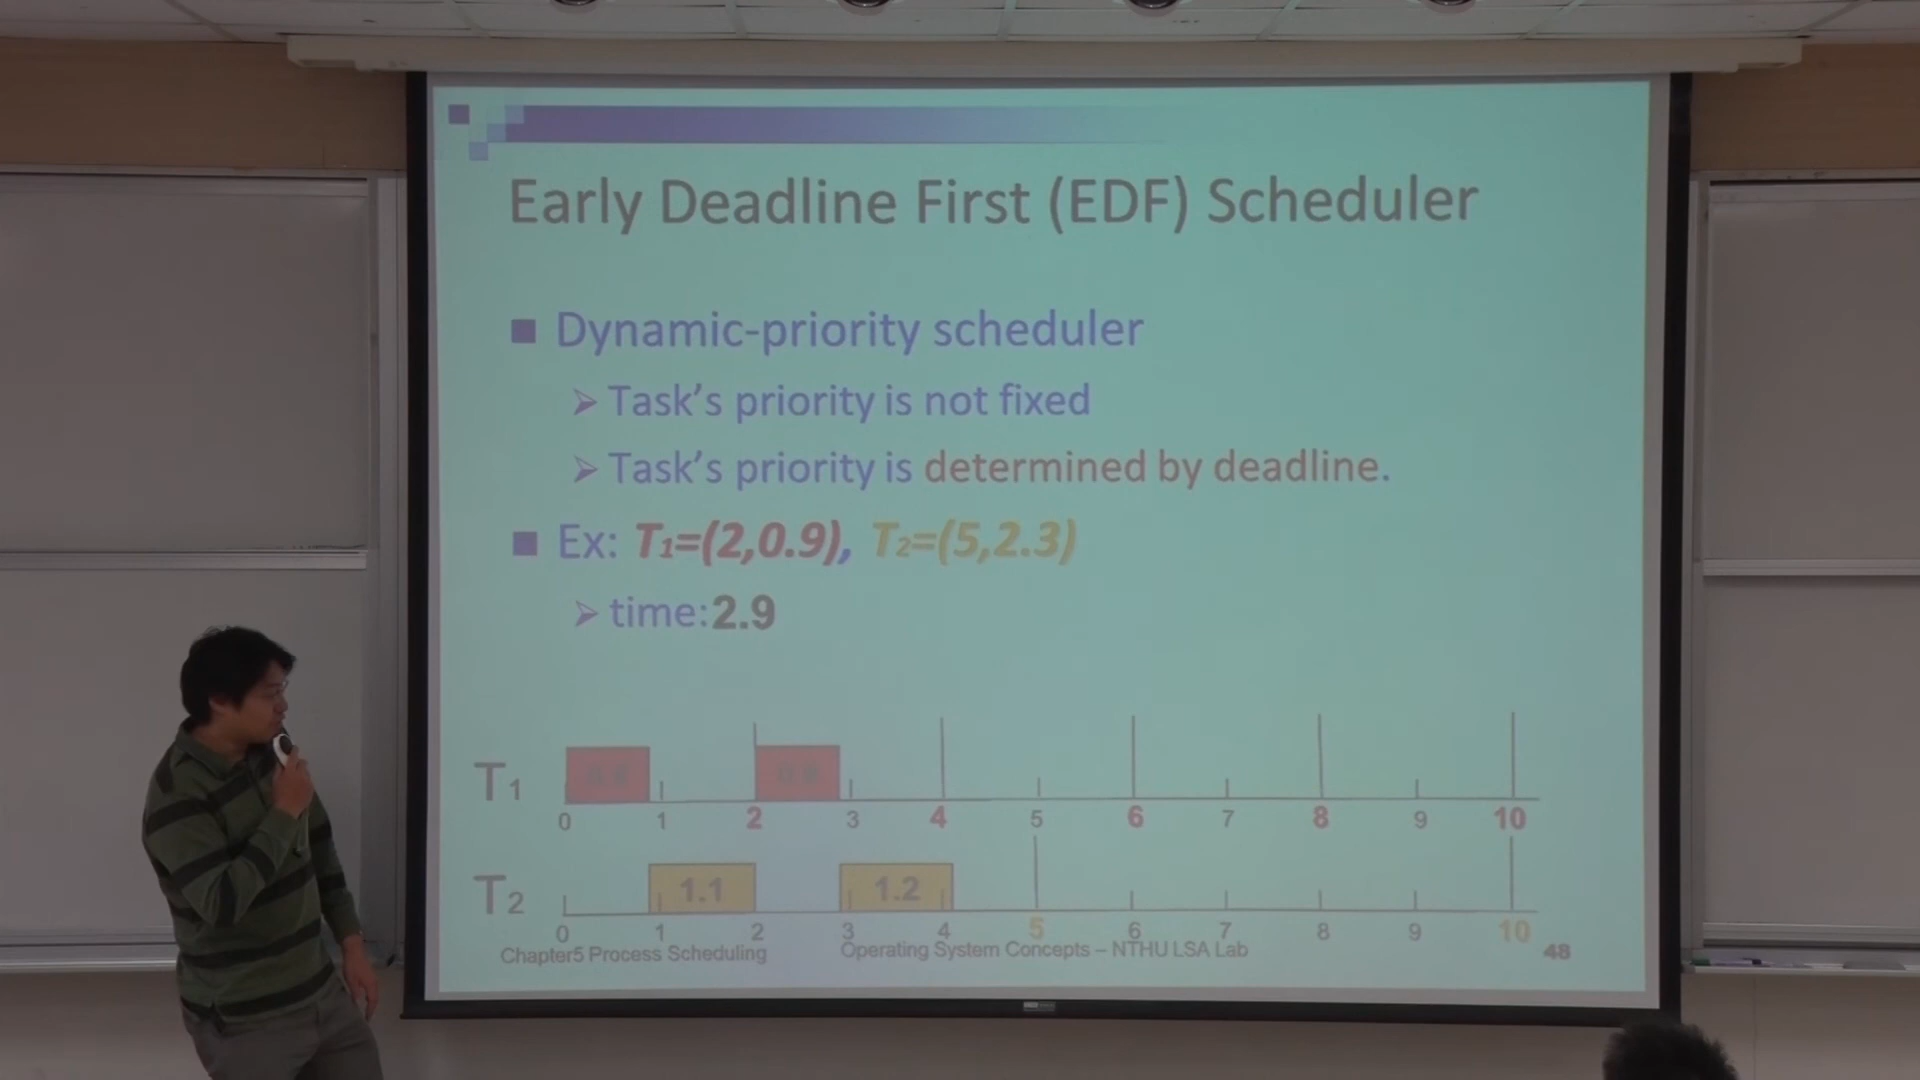 Early Deadline First (EDF) Scheduler
Dynamic-priority scheduler
Task's priority is not fixed
Task's priority is determined by deadline.
Ex: T1=(2,0.9), T2=(5,2.3)
time:2.9
T1
0 1 2 3 4 5 6 7 8 9 10
T2 1.1 1.2
0 1 2 3 4 5 6 7 8 9 10
Chapter5 Process Scheduling Operating System Concepts – NTHU LSA Lab 48